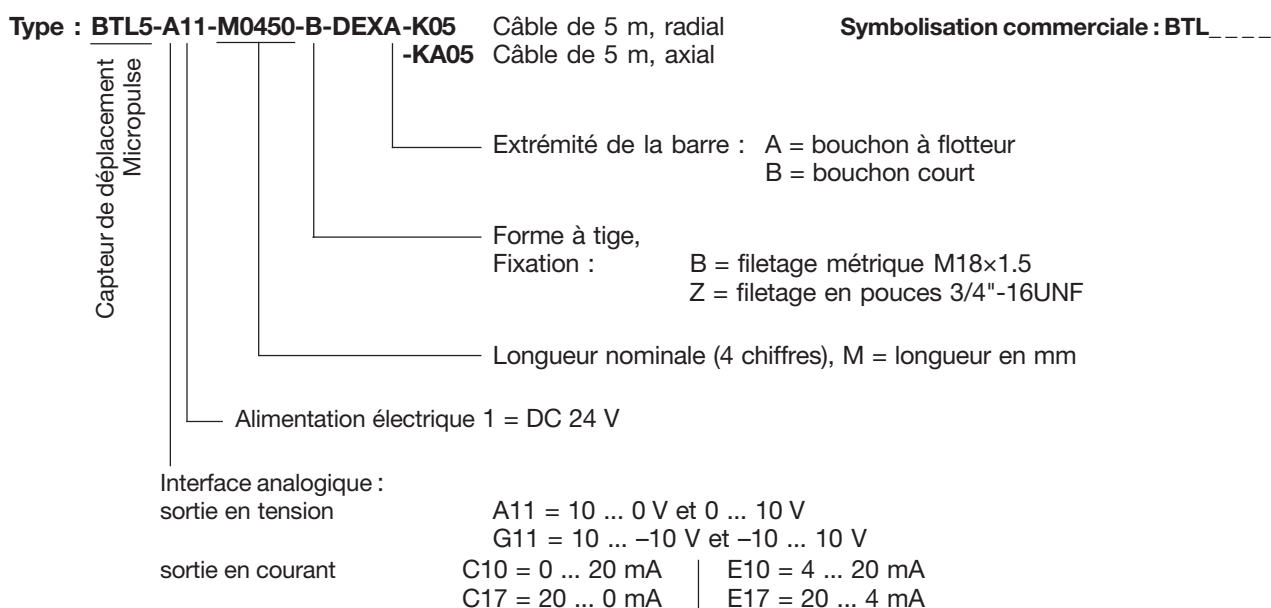 Type : BTL5-A11-M0450-B-DEXA-K05 Câble de 5 m, radial Symbolisation commerciale : BTL_ _ _ _
-KA05 Câble de 5 m, axial
Capteur de déplacement
Micropulse
Extrémité de la barre : A = bouchon à flotteur
B = bouchon court
Forme à tige,
Fixation : B = filetage métrique M18×1.5
Z = filetage en pouces 3/4"-16UNF
Longueur nominale (4 chiffres), M = longueur en mm
Alimentation électrique 1 = DC 24 V
Interface analogique :
sortie en tension A11 = 10 ... 0 V et 0 ... 10 V
G11 = 10 ... –10 V et –10 ... 10 V
sortie en courant C10 = 0 ... 20 mA E10 = 4 ... 20 mA
C17 = 20 ... 0 mA E17 = 20 ... 4 mA